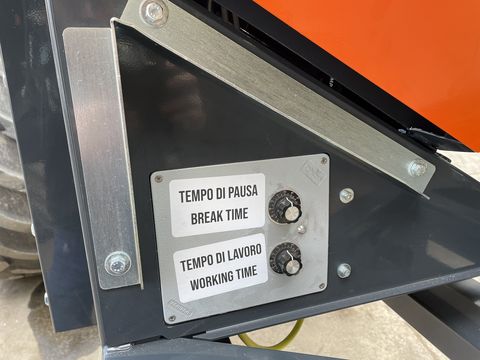 TEMPO DI PAUSA
BREAK TIME
TEMPO DI LAVORO
WORKING TIME